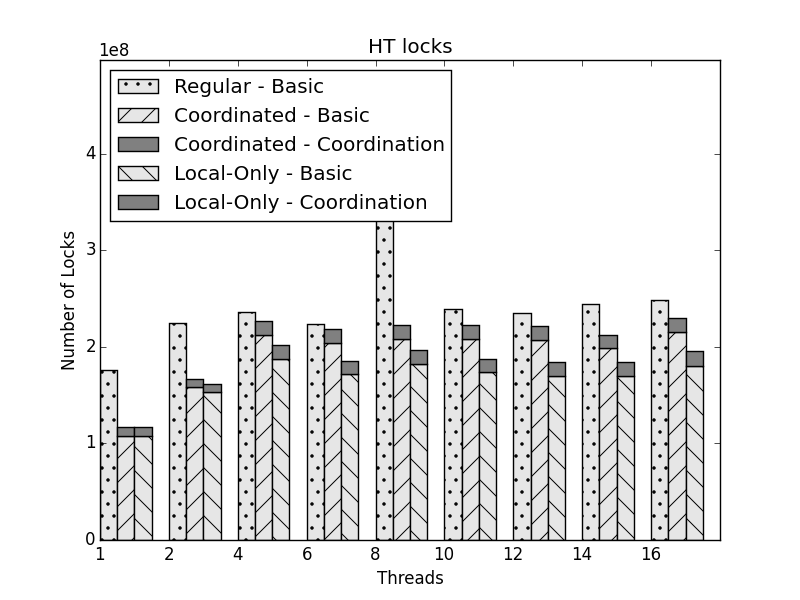 HT locks
1e8
Regular - Basic
Coordinated - Basic
Coordinated - Coordination
Local-Only - Basic
Local-Only - Coordination
4
3
2
1
0
Number of Locks
1 2 4 6 8 10 12 14 16
Threads